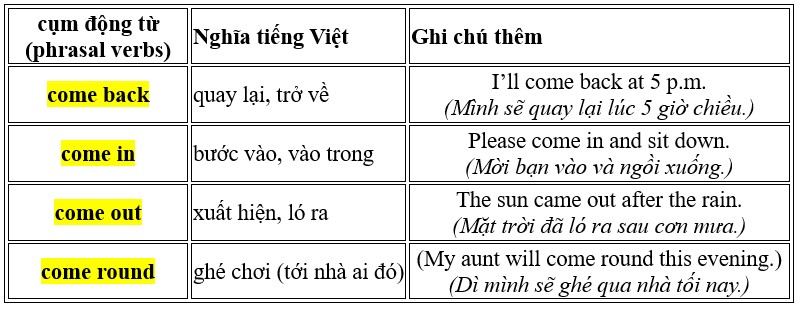 cụm động từ
(phrasal verbs)
Nghĩa tiếng Việt
Ghi chú thêm
come back
quay lại, trở về
I’ll come back at 5 p.m.
(Mình sẽ quay lại lúc 5 giờ chiều.)
come in
bước vào, vào trong
Please come in and sit down.
(Mời bạn vào và ngồi xuống.)
come out
xuất hiện, ló ra
The sun came out after the rain.
(Mặt trời đã ló ra sau cơn mưa.)
come round
ghé chơi (tới nhà ai đó)
(My aunt will come round this evening.)
(Dì mình sẽ ghé qua nhà tối nay.)